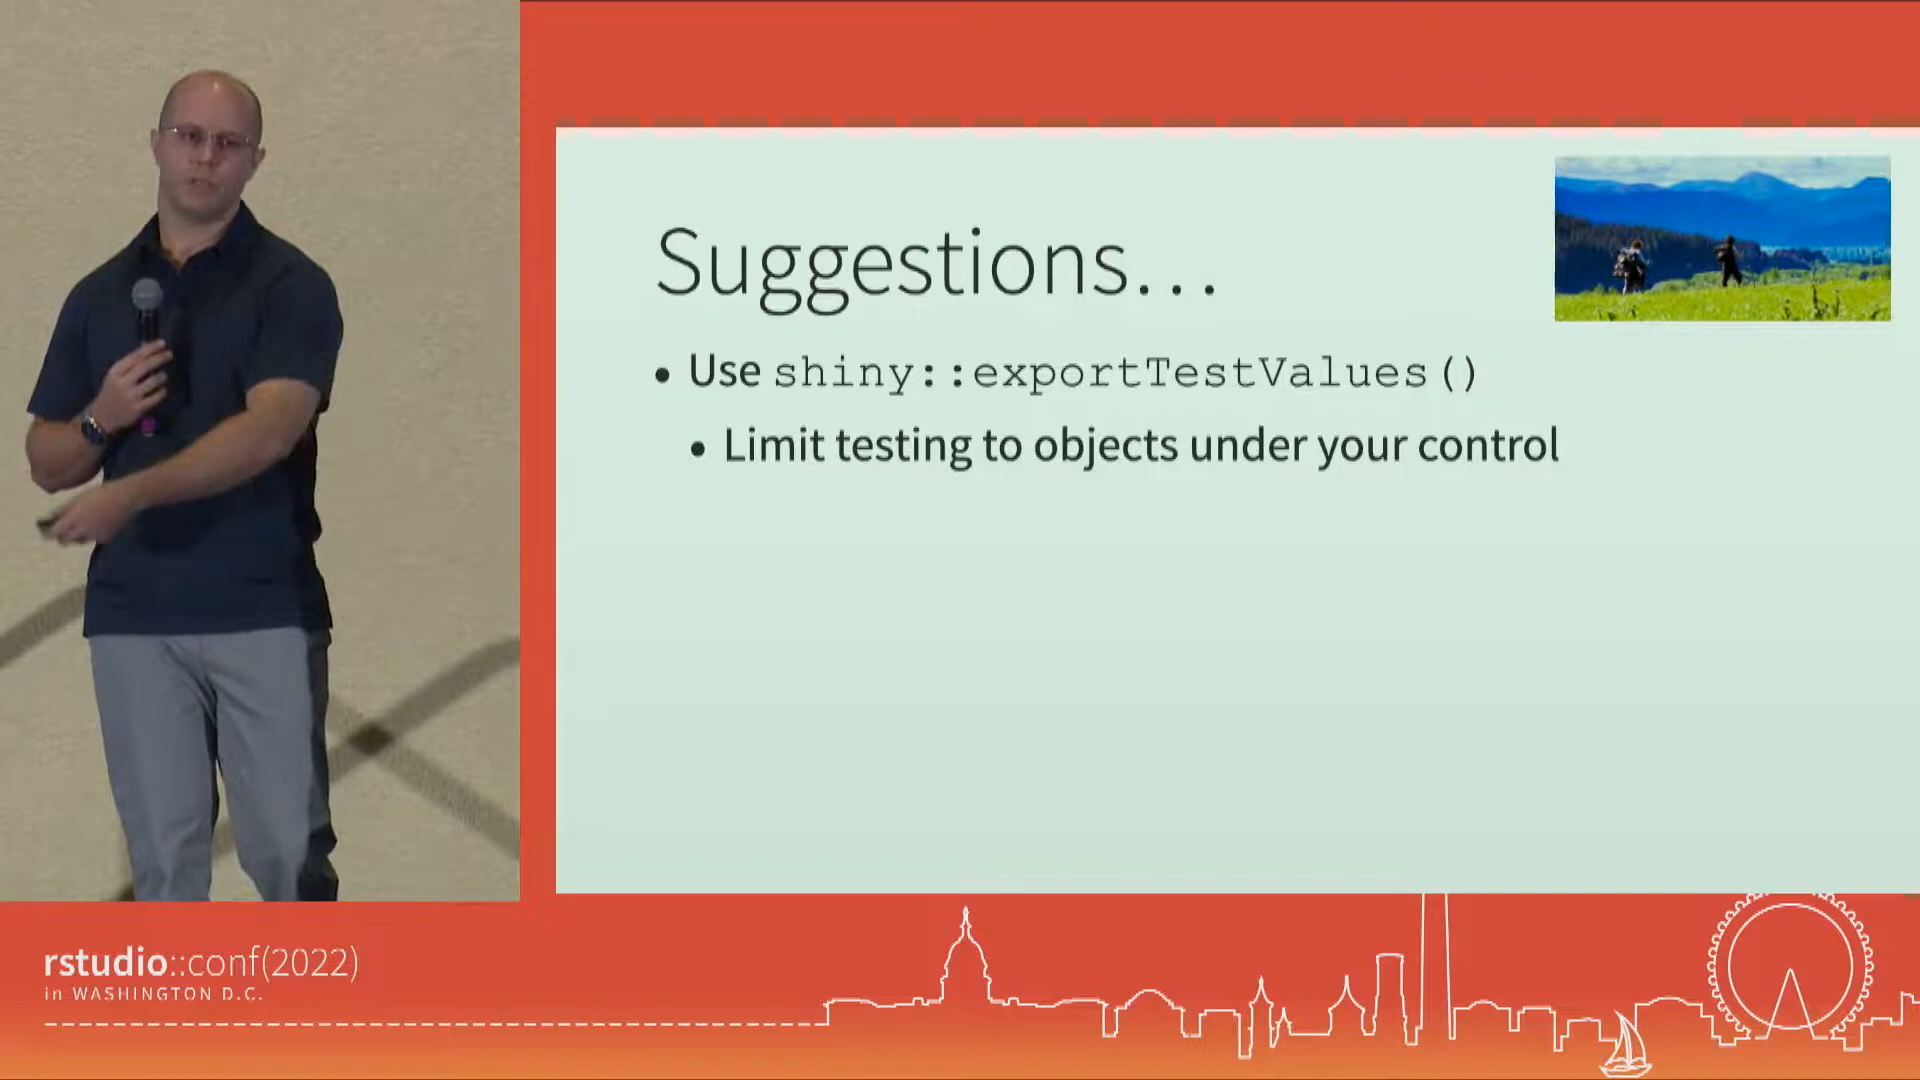 Suggestions...
• Use shiny::exportTestValues()
• Limit testing to objects under your control
rstudio::conf(2022)
in WASHINGTON D.C.